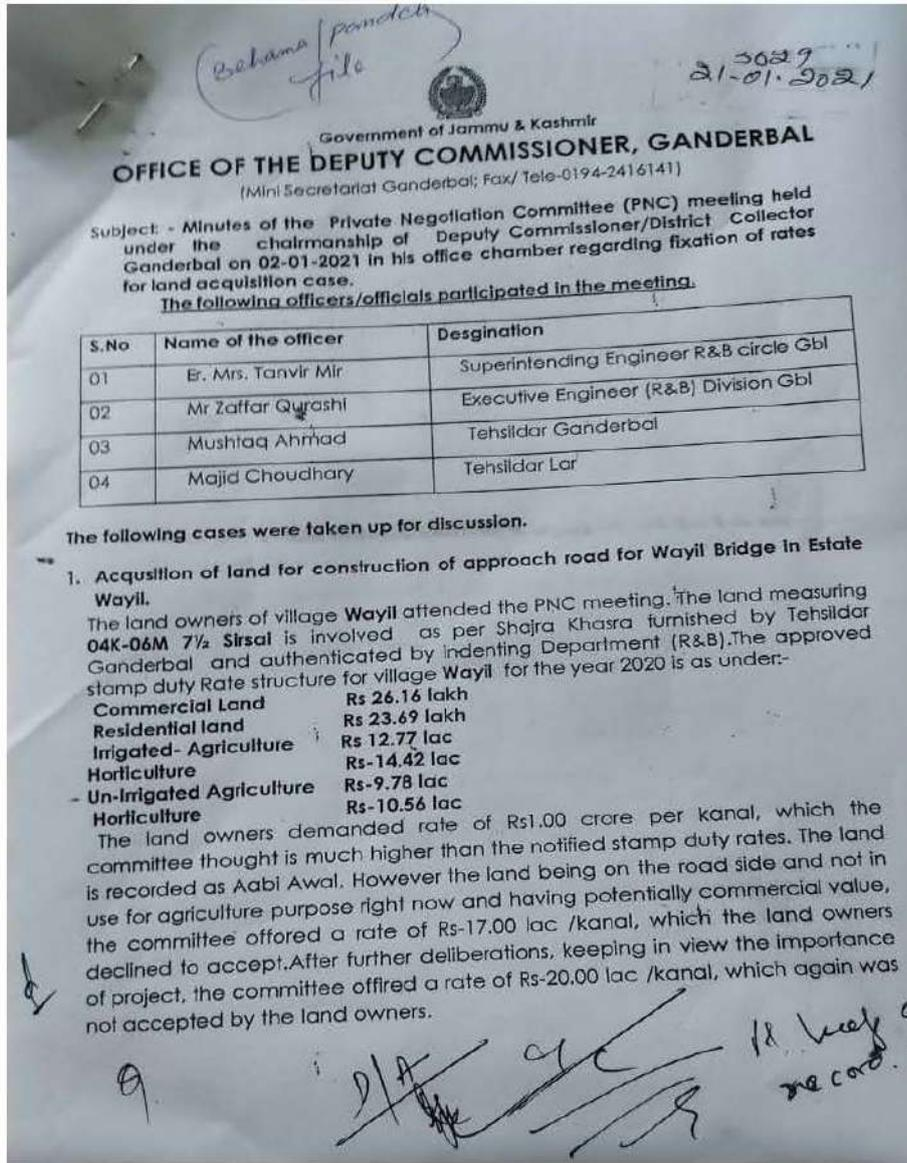 (Behama / pandch
file
5029
21-01-2021
Government of Jammu & Kashmir
OFFICE OF THE DEPUTY COMMISSIONER, GANDERBAL
(Mini Secretariat Ganderbal; Fax/ Tele-0194-2416141)
Subject: - Minutes of the Private Negotiation Committee (PNC) meeting held
under the chairmanship of Deputy Commissioner/District Collector
Ganderbal on 02-01-2021 in his office chamber regarding fixation of rates
for land acquisition case.
The following officers/officials participated in the meeting.
S.No Name of the officer Desgination
01 Er. Mrs. Tanvir Mir Superintending Engineer R&B circle Gbl
02 Mr Zaffar Qurashi Executive Engineer (R&B) Division Gbl
03 Mushtaq Ahmad Tehsildar Ganderbal
04 Majid Choudhary Tehsildar Lar
The following cases were taken up for discussion.
1. Acqusition of land for construction of approach road for Wayil Bridge in Estate
Wayil.
The land owners of village Wayil attended the PNC meeting. The land measuring
04K-06M 7½ Sirsai is involved as per Shajra Khasra furnished by Tehsildar
Ganderbal and authenticated by indenting Department (R&B).The approved
stamp duty Rate structure for village Wayil for the year 2020 is as under:-
Commercial Land Rs 26.16 lakh
Residential land Rs 23.69 lakh
Irrigated- Agriculture Rs 12.77 lac
Horticulture Rs-14.42 lac
- Un-Irrigated Agriculture Rs-9.78 lac
Horticulture Rs-10.56 lac
The land owners demanded rate of Rs1.00 crore per kanal, which the
committee thought is much higher than the notified stamp duty rates. The land
is recorded as Aabi Awal. However the land being on the road side and not in
use for agriculture purpose right now and having potentially commercial value,
the committee offored a rate of Rs-17.00 lac /kanal, which the land owners
declined to accept.After further deliberations, keeping in view the importance
of project, the committee offired a rate of Rs-20.00 lac /kanal, which again was
not accepted by the land owners.
D/A
record.